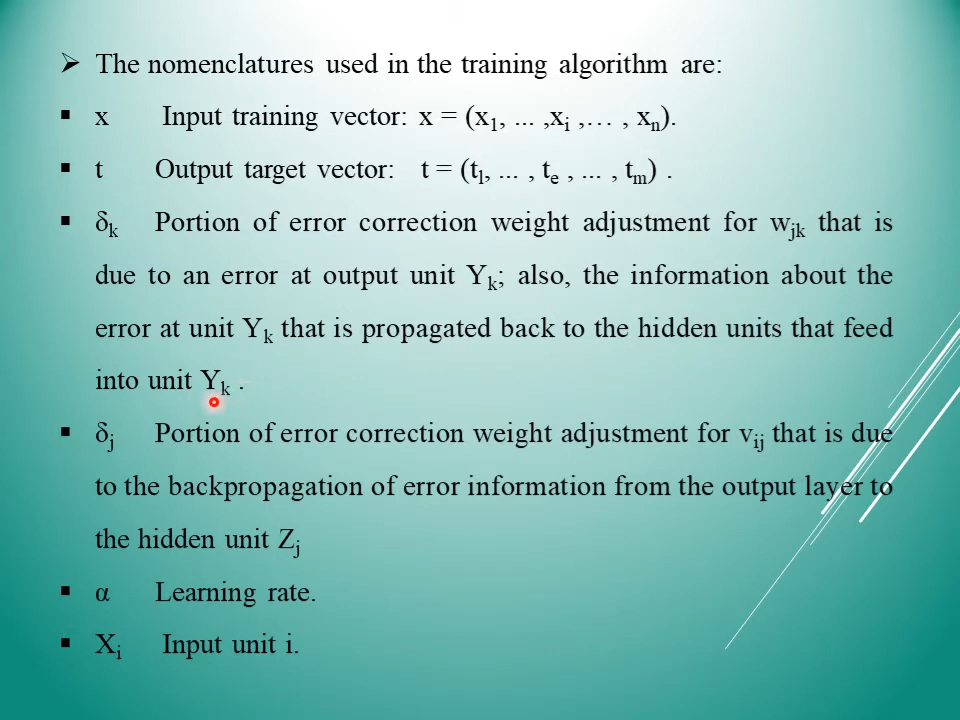 ➢ The nomenclatures used in the training algorithm are:
▪ x Input training vector: x = (x₁, ... ,xᵢ ,… , xₙ).
▪ t Output target vector: t = (tₗ, ... , tₑ , ... , tₘ) .
▪ δₖ Portion of error correction weight adjustment for wⱼₖ that is
due to an error at output unit Yₖ; also, the information about the
error at unit Yₖ that is propagated back to the hidden units that feed
into unit Yₖ .
▪ δⱼ Portion of error correction weight adjustment for vᵢⱼ that is due
to the backpropagation of error information from the output layer to
the hidden unit Zⱼ
▪ α Learning rate.
▪ Xᵢ Input unit i.